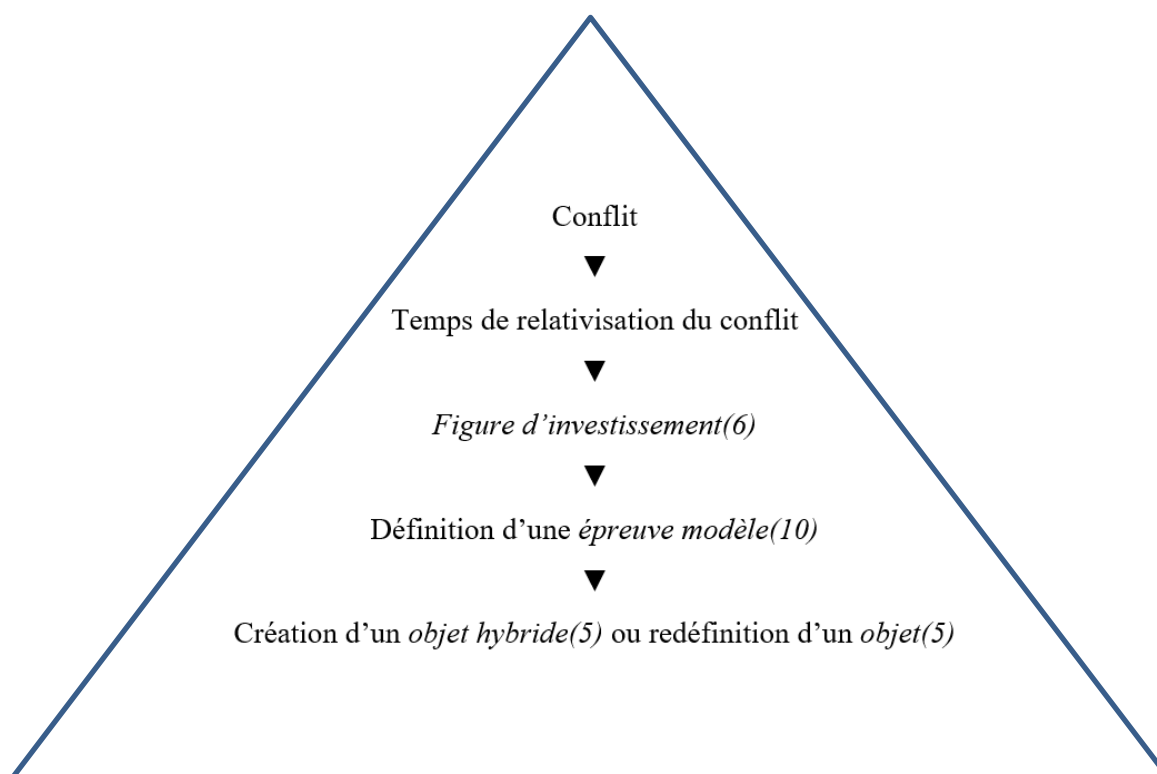 Conflit
▼
Temps de relativisation du conflit
▼
Figure d’investissement(6)
▼
Définition d’une épreuve modèle(10)
▼
Création d’un objet hybride(5) ou redéfinition d’un objet(5)